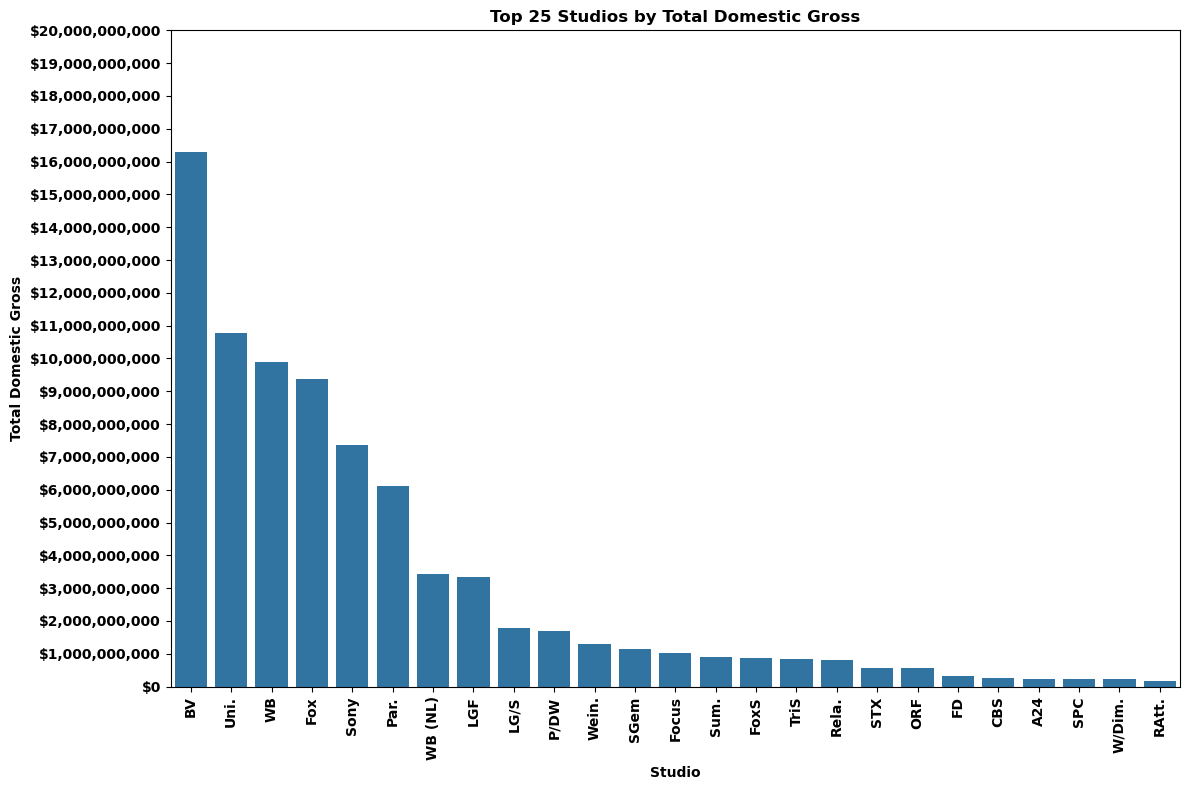 Top 25 Studios by Total Domestic Gross
$20,000,000,000
$19,000,000,000
$18,000,000,000
$17,000,000,000
$16,000,000,000
$15,000,000,000
$14,000,000,000
$13,000,000,000
$12,000,000,000
$11,000,000,000
$10,000,000,000
$9,000,000,000
$8,000,000,000
$7,000,000,000
$6,000,000,000
$5,000,000,000
$4,000,000,000
$3,000,000,000
$2,000,000,000
$1,000,000,000
$0
Total Domestic Gross
BV
Uni.
WB
Fox
Sony
Par.
WB (NL)
LGF
LG/S
P/DW
Wein.
SGem
Focus
Sum.
FoxS
TriS
Rela.
STX
ORF
FD
CBS
A24
SPC
W/Dim.
RAtt.
Studio